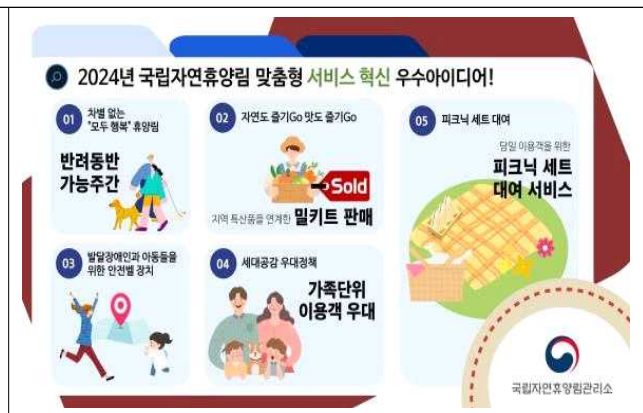 2024년 국립자연휴양림 맞춤형 서비스 혁신 우수아이디어!
01
차별 없는
"모두 행복" 휴양림
반려동반
가능주간
02
자연도 즐기Go 맛도 즐기Go
Sold
지역 특산품을 연계한 밀키트 판매
03
발달장애인과 아동들을
위한 안전벨 장치
04
세대공감 우대정책
가족단위
이용객 우대
05
피크닉 세트 대여
당일 이용객을 위한
피크닉 세트
대여 서비스
국립자연휴양림관리소